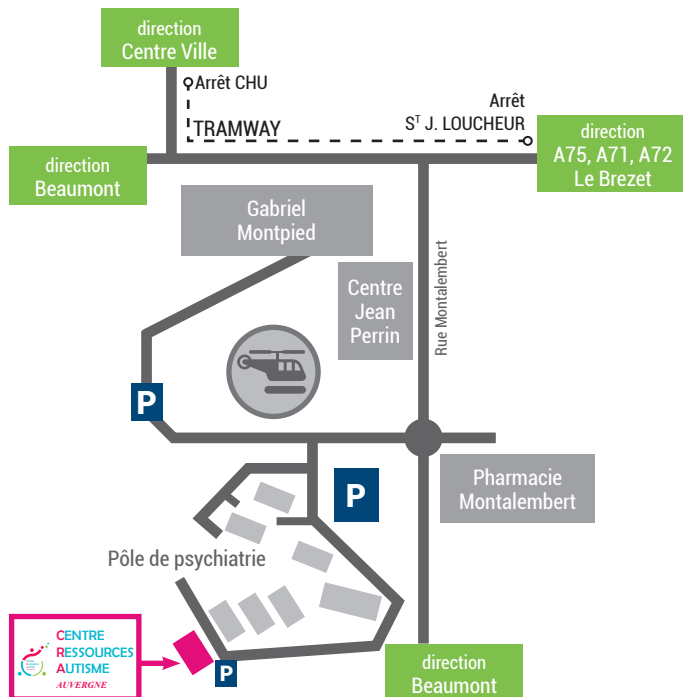 direction
Centre Ville
Arrêt CHU
TRAMWAY
Arrêt
Sᵀ J. LOUCHEUR
direction
A75, A71, A72
Le Brezet
direction
Beaumont
Gabriel
Montpied
Centre
Jean
Perrin
Rue Montalembert
P
P
Pharmacie
Montalembert
Pôle de psychiatrie
CENTRE
RESSOURCES
AUTISME
AUVERGNE
P
direction
Beaumont